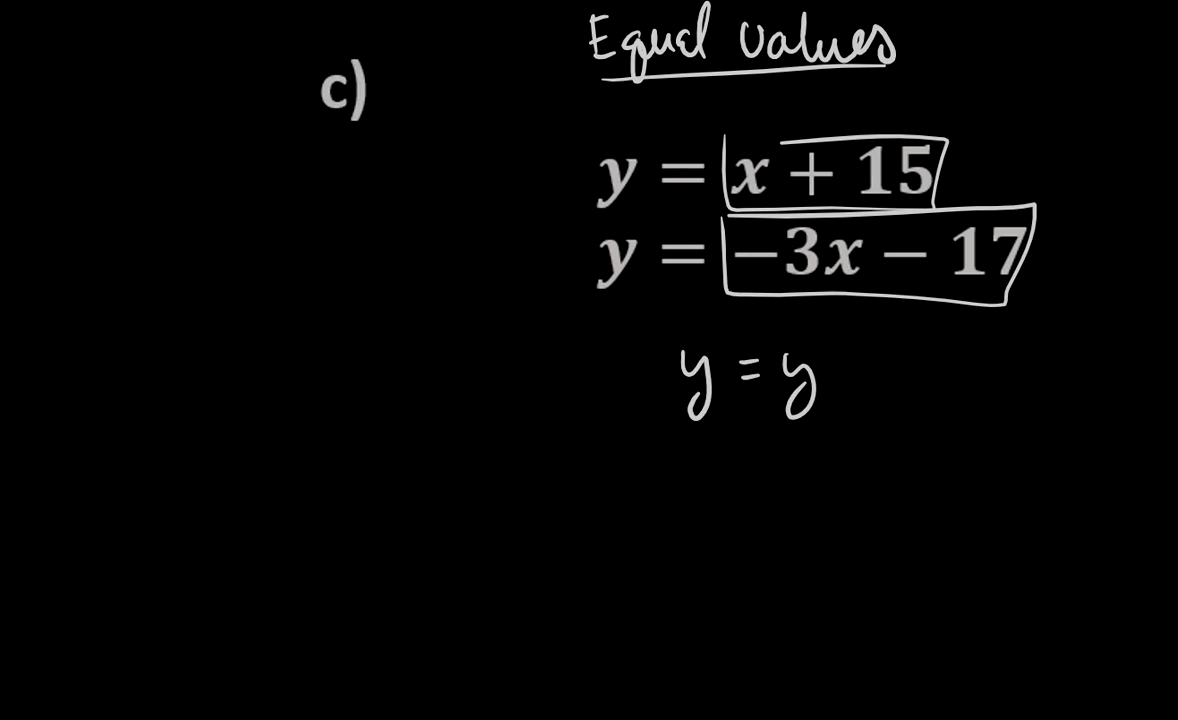 Equal values
c)
y = x + 15
y = −3x − 17
y = y